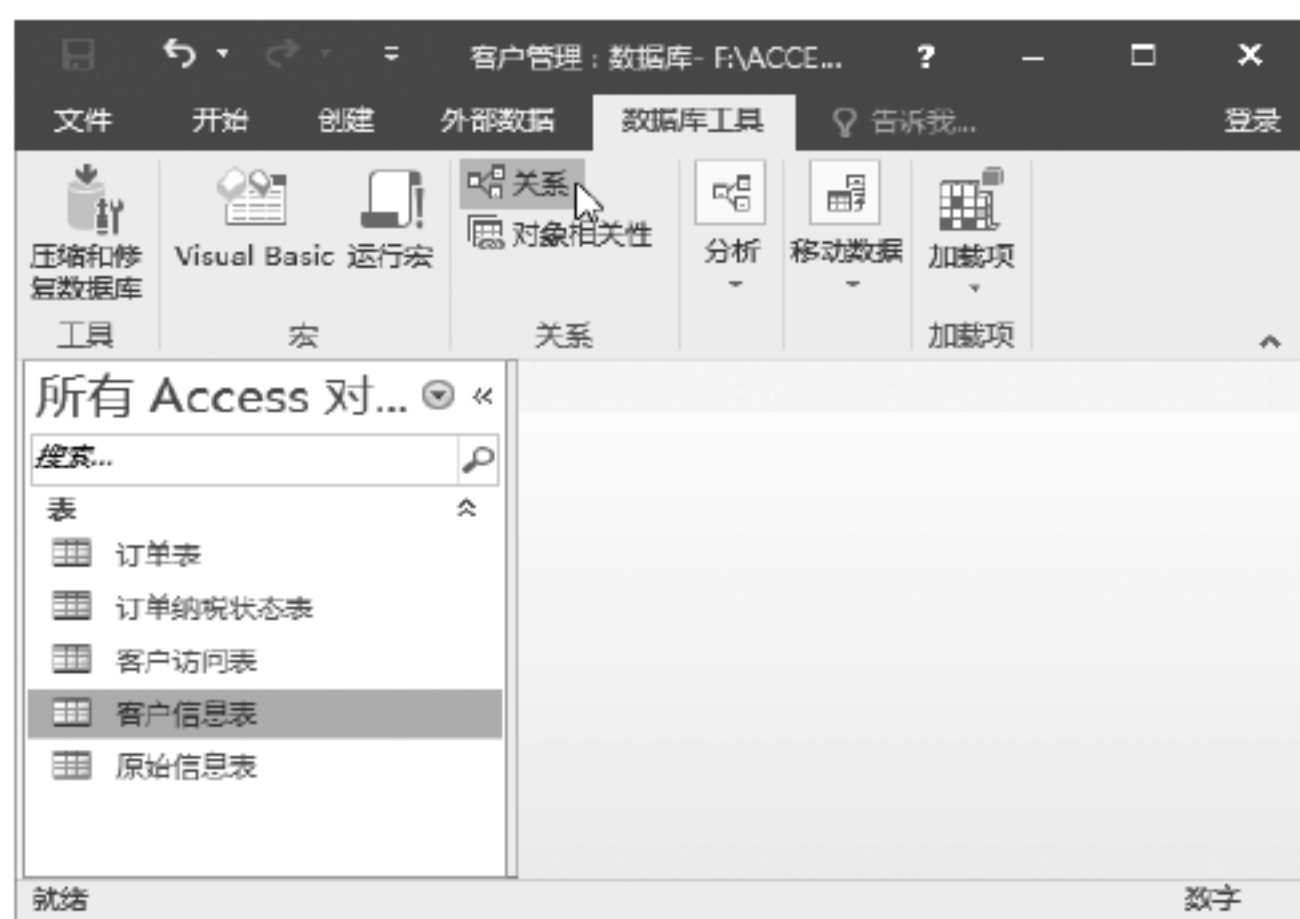 客户管理 : 数据库- F:\ACCE... ?
文件 开始 创建 外部数据 数据库工具 告诉我... 登录
关系
对象相关性
压缩和修复数据库 Visual Basic 运行宏 分析 移动数据 加载项
工具 宏 关系 加载项
所有 Access 对... «
搜索...
表
订单表
订单纳税状态表
客户访问表
客户信息表
原始信息表
就绪 数字